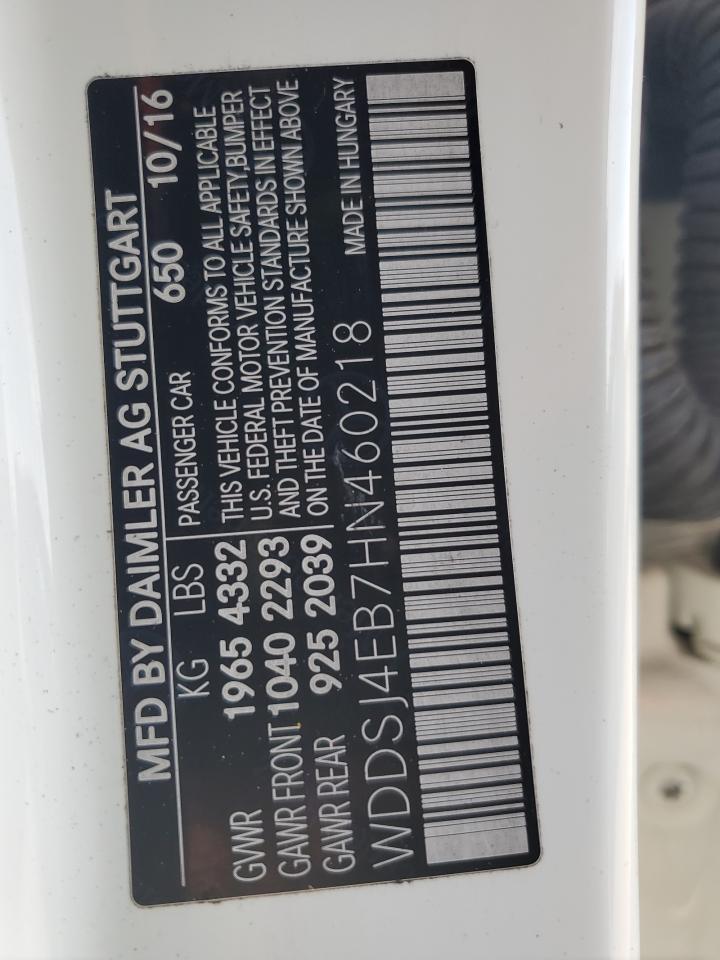 MFD BY DAIMLER AG STUTTGART
KG LBS PASSENGER CAR 650 10/16
GVWR 1965 4332 THIS VEHICLE CONFORMS TO ALL APPLICABLE
U.S. FEDERAL MOTOR VEHICLE SAFETY,BUMPER
GAWR FRONT 1040 2293 AND THEFT PREVENTION STANDARDS IN EFFECT
GAWR REAR 925 2039 ON THE DATE OF MANUFACTURE SHOWN ABOVE
WDDSJ4EB7HN460218 MADE IN HUNGARY